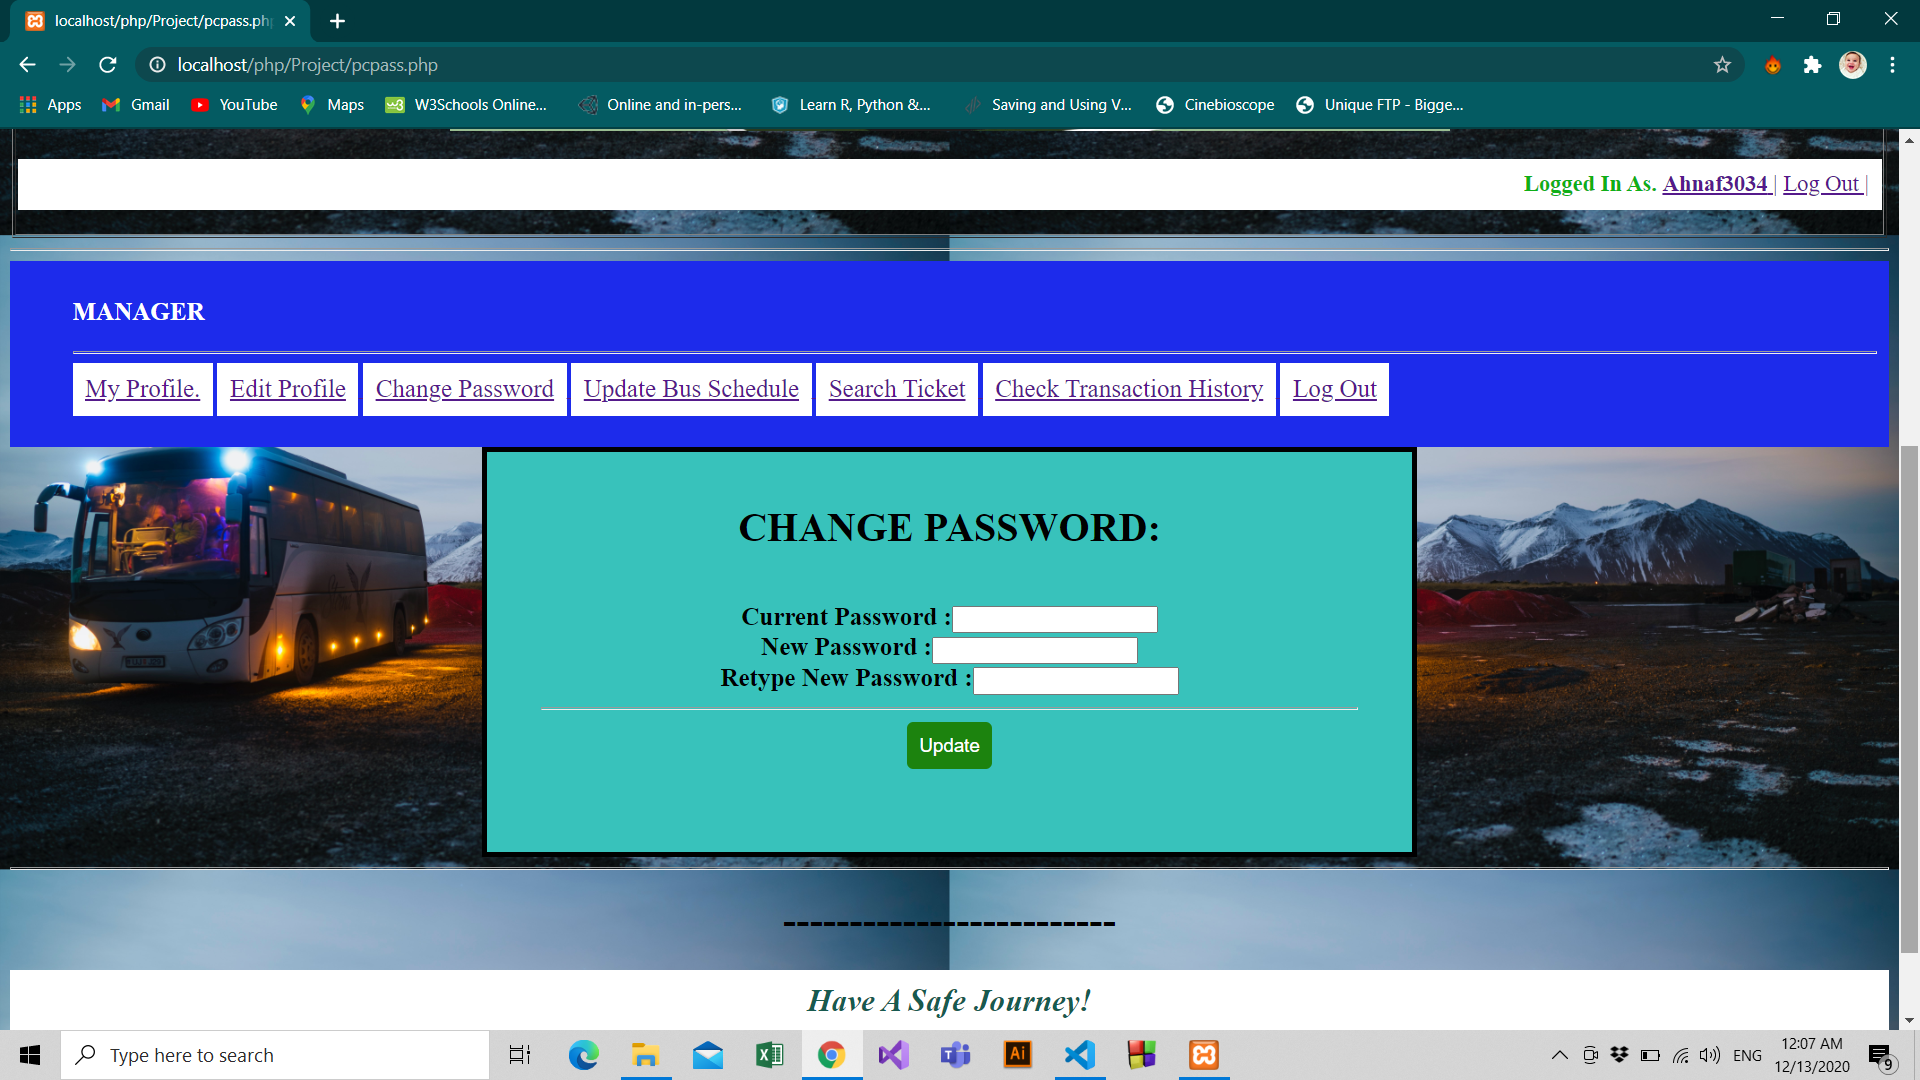 localhost/php/Project/pcpass.php
localhost/php/Project/pcpass.php
Apps Gmail YouTube Maps W3Schools Online... Online and in-pers... Learn R, Python &... Saving and Using V... Cinebioscope Unique FTP - Bigge...
Logged In As. Ahnaf3034 | Log Out |
MANAGER
My Profile. Edit Profile Change Password Update Bus Schedule Search Ticket Check Transaction History Log Out
CHANGE PASSWORD:
Current Password :
New Password :
Retype New Password :
Update
-------------------------
Have A Safe Journey!
Type here to search
ENG
12:07 AM
12/13/2020
9